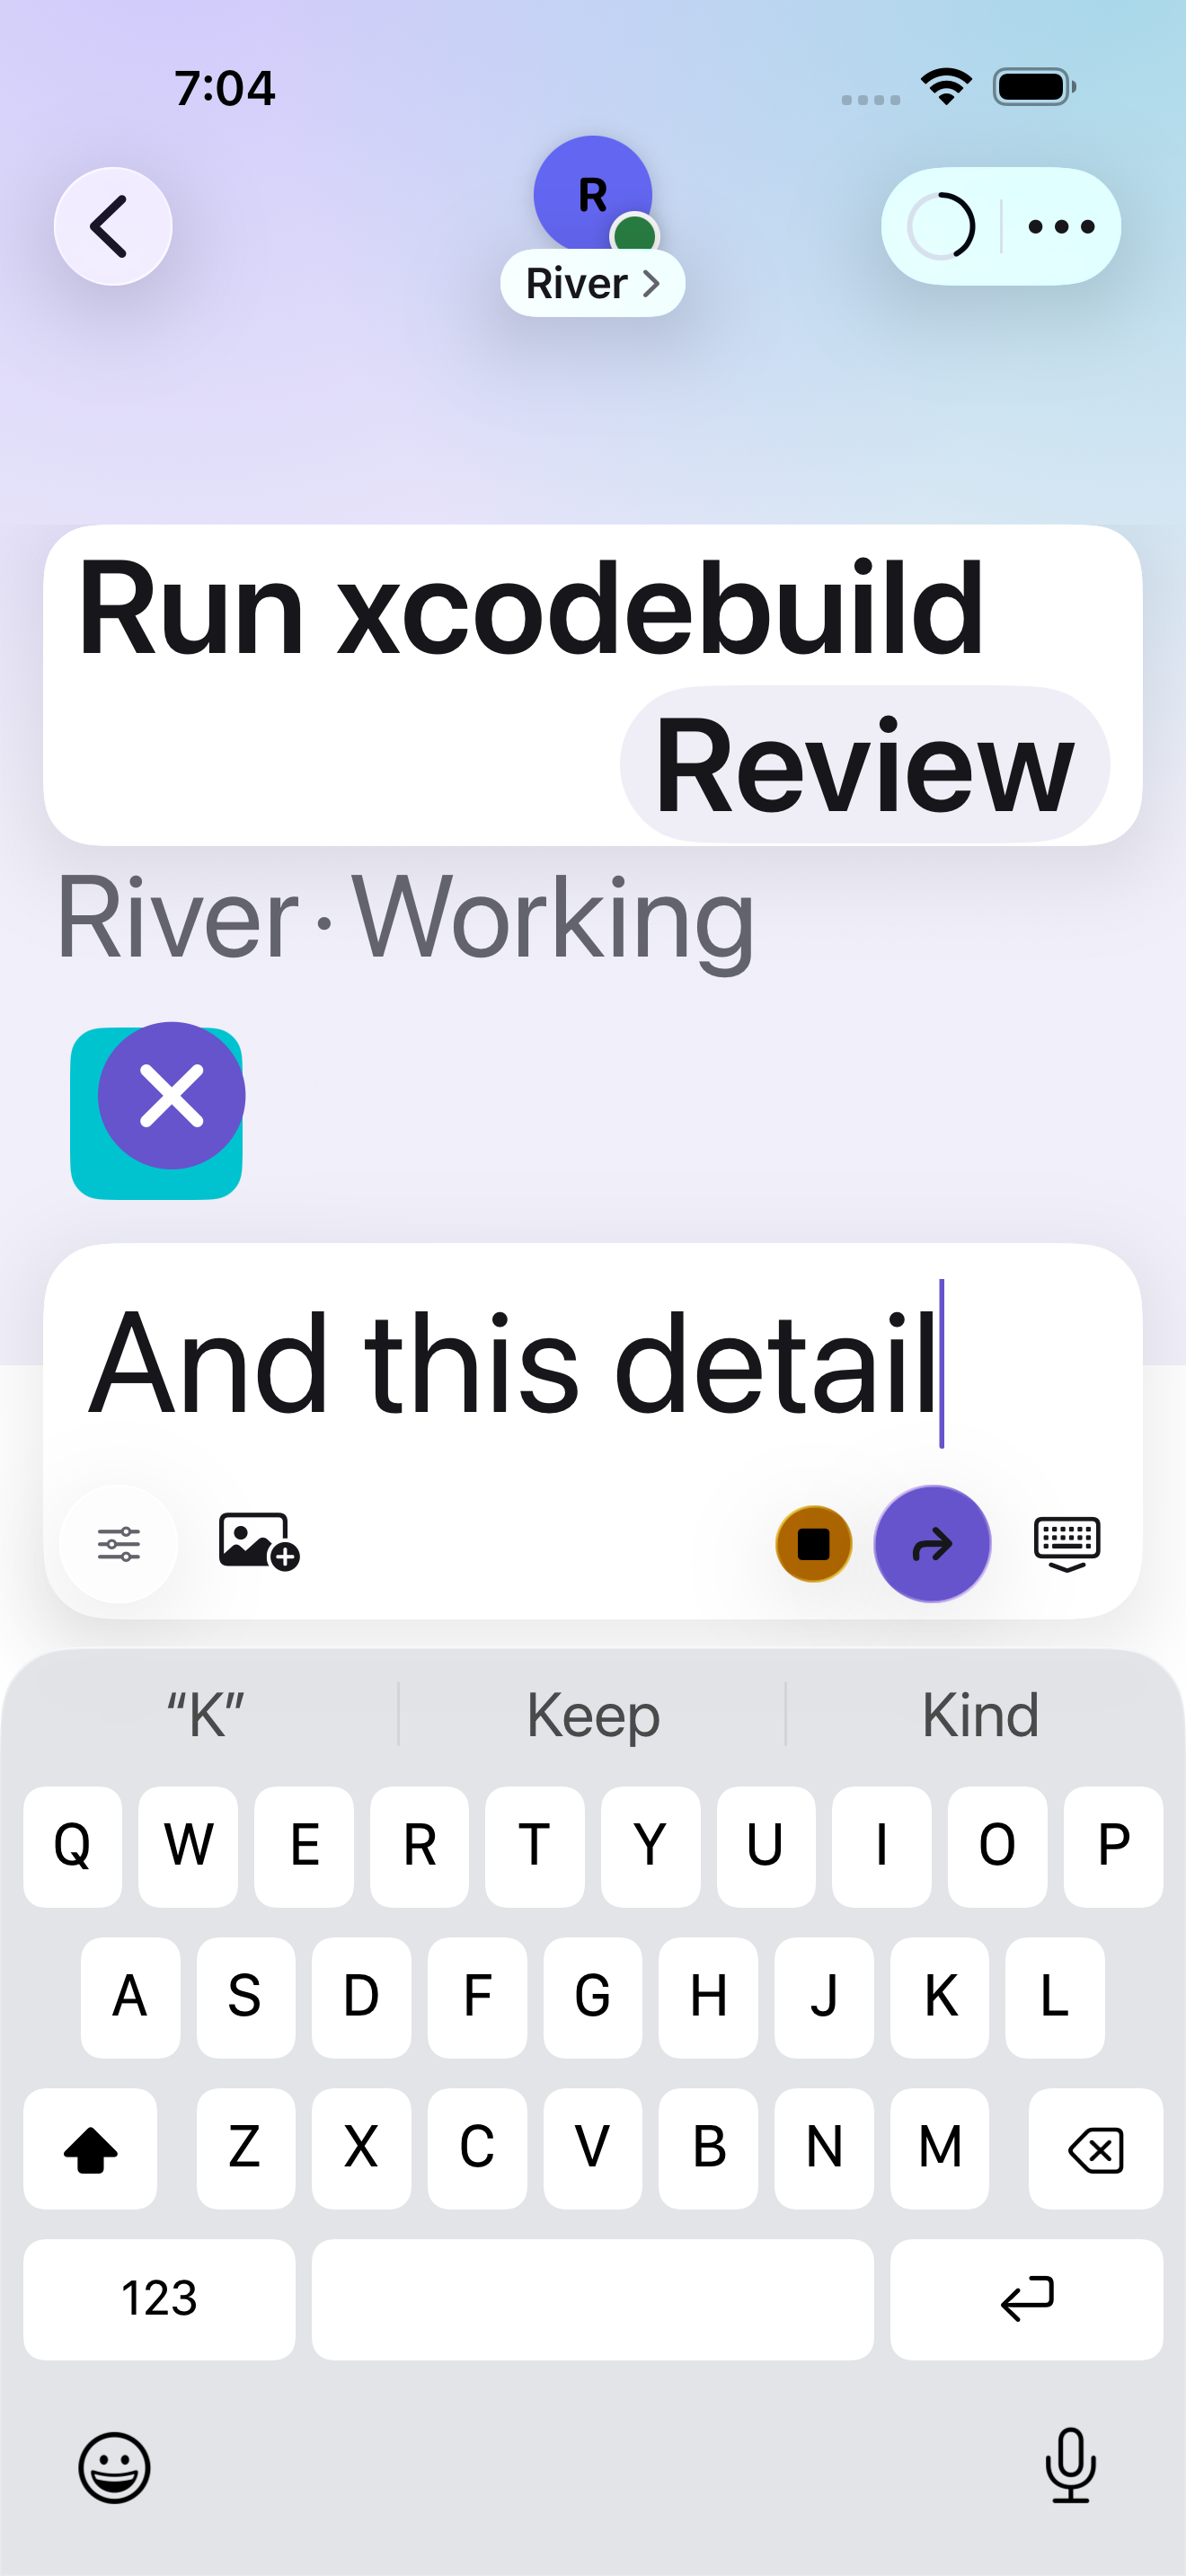 7:04
R
River
Run xcodebuild
Review
River · Working
And this detail
“K” Keep Kind
Q W E R T Y U I O P
A S D F G H J K L
Z X C V B N M
123